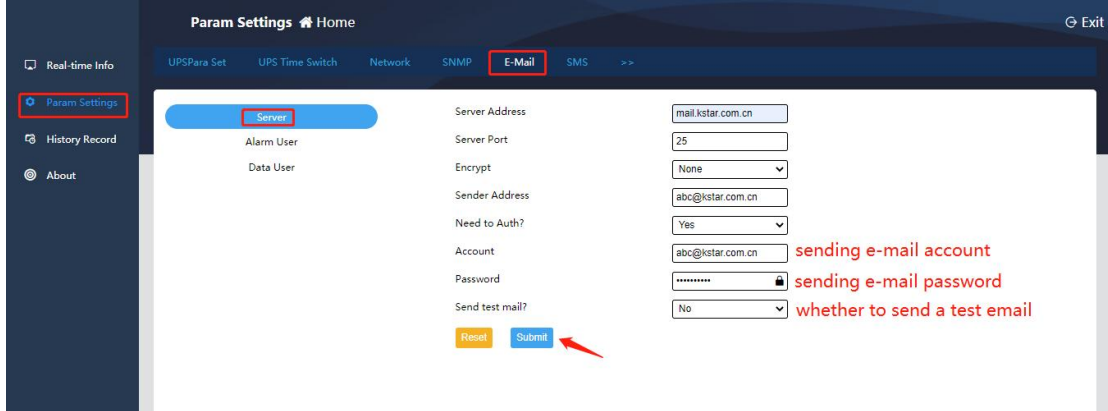 Param Settings Home
Exit
Real-time Info
Param Settings
History Record
About
UPSPara Set UPS Time Switch Network SNMP E-Mail SMS >>
Server
Alarm User
Data User
Server Address mail.kstar.com.cn
Server Port 25
Encrypt None
Sender Address abc@kstar.com.cn
Need to Auth? Yes
Account abc@kstar.com.cn sending e-mail account
Password •••••••••• sending e-mail password
Send test mail? No whether to send a test email
Reset Submit